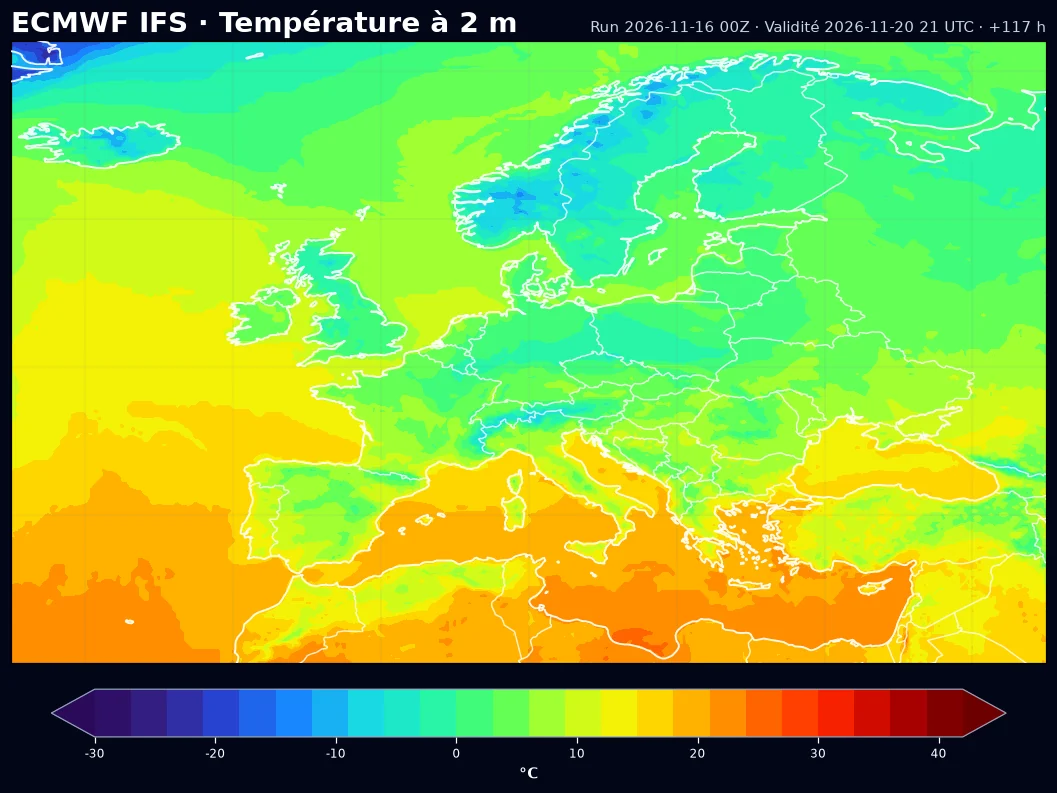 ECMWF IFS · Température à 2 m
Run 2026-11-16 00Z · Validité 2026-11-20 21 UTC · +117 h
-30 -20 -10 0 10 20 30 40
°C